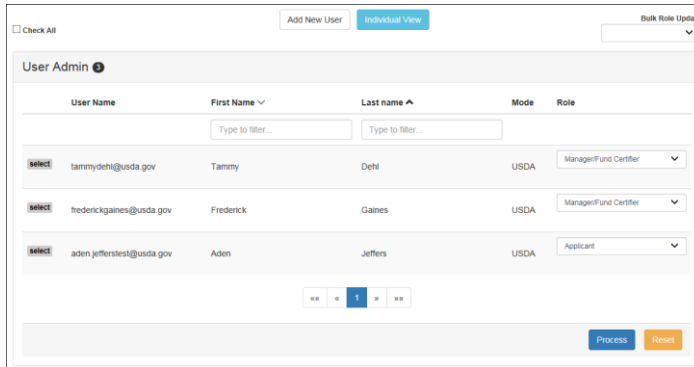 Add New User Individual View Bulk Role Upda
Check All
User Admin 3
User Name First Name Last name Mode Role
Type to filter... Type to filter...
select tammydehl@usda.gov Tammy Dehl USDA Manager/Fund Certifier
select frederickgaines@usda.gov Frederick Gaines USDA Manager/Fund Certifier
select aden.jefferstest@usda.gov Aden Jeffers USDA Applicant
«« « 1 » »»
Process Reset